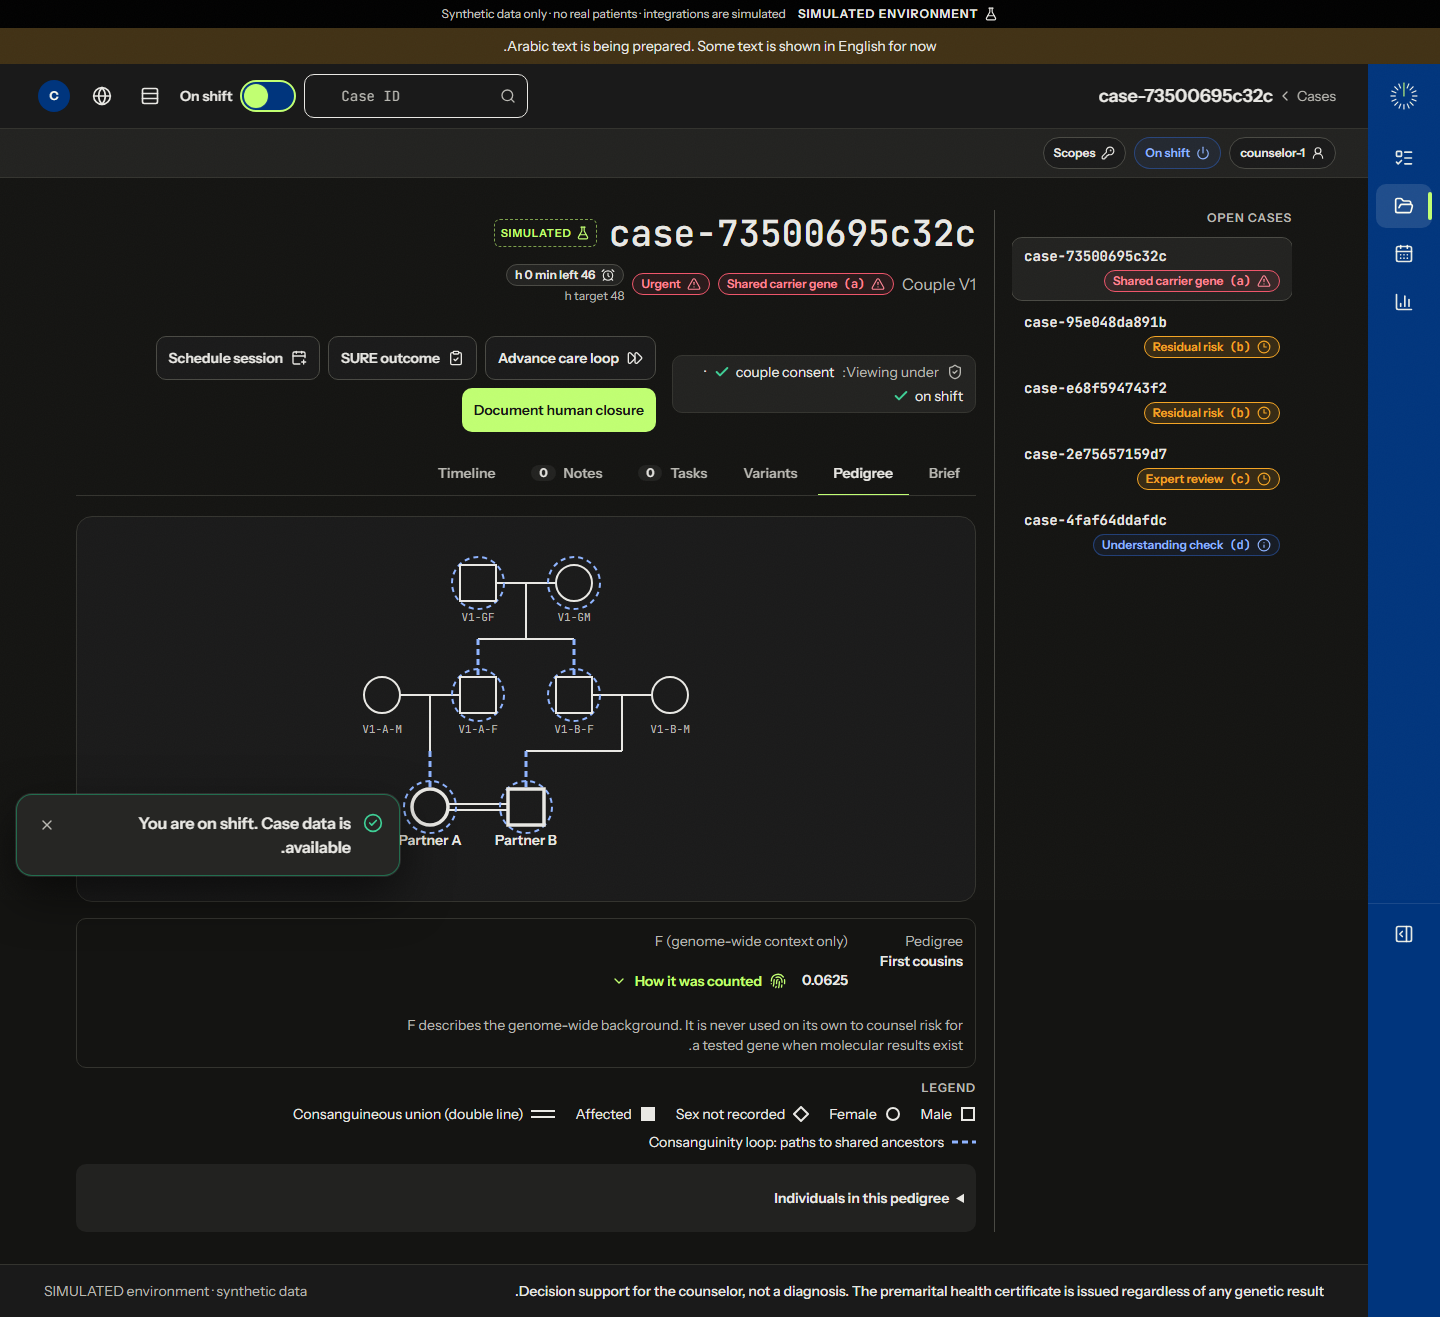 Synthetic data only · no real patients · integrations are simulated SIMULATED ENVIRONMENT
.Arabic text is being prepared. Some text is shown in English for now
C
On shift
Case ID
case-73500695c32c
Cases
Scopes
On shift
counselor-1
OPEN CASES
case-73500695c32c
Shared carrier gene (a)
case-95e048da891b
Residual risk (b)
case-e68f594743f2
Residual risk (b)
case-2e75657159d7
Expert review (c)
case-4faf64ddafdc
Understanding check (d)
SIMULATED
case-73500695c32c
h 0 min left 46
h target 48
Urgent
Shared carrier gene (a)
Couple V1
Schedule session
SURE outcome
Advance care loop
Document human closure
· couple consent :Viewing under
on shift
Timeline
0 Notes
0 Tasks
Variants
Pedigree
Brief
V1-GF
V1-GM
V1-A-M
V1-A-F
V1-B-F
V1-B-M
Partner A
Partner B
You are on shift. Case data is
.available
F (genome-wide context only)
Pedigree
First cousins
How it was counted
0.0625
F describes the genome-wide background. It is never used on its own to counsel risk for
.a tested gene when molecular results exist
LEGEND
Consanguineous union (double line)
Affected
Sex not recorded
Female
Male
Consanguinity loop: paths to shared ancestors
Individuals in this pedigree
SIMULATED environment · synthetic data
.Decision support for the counselor, not a diagnosis. The premarital health certificate is issued regardless of any genetic result